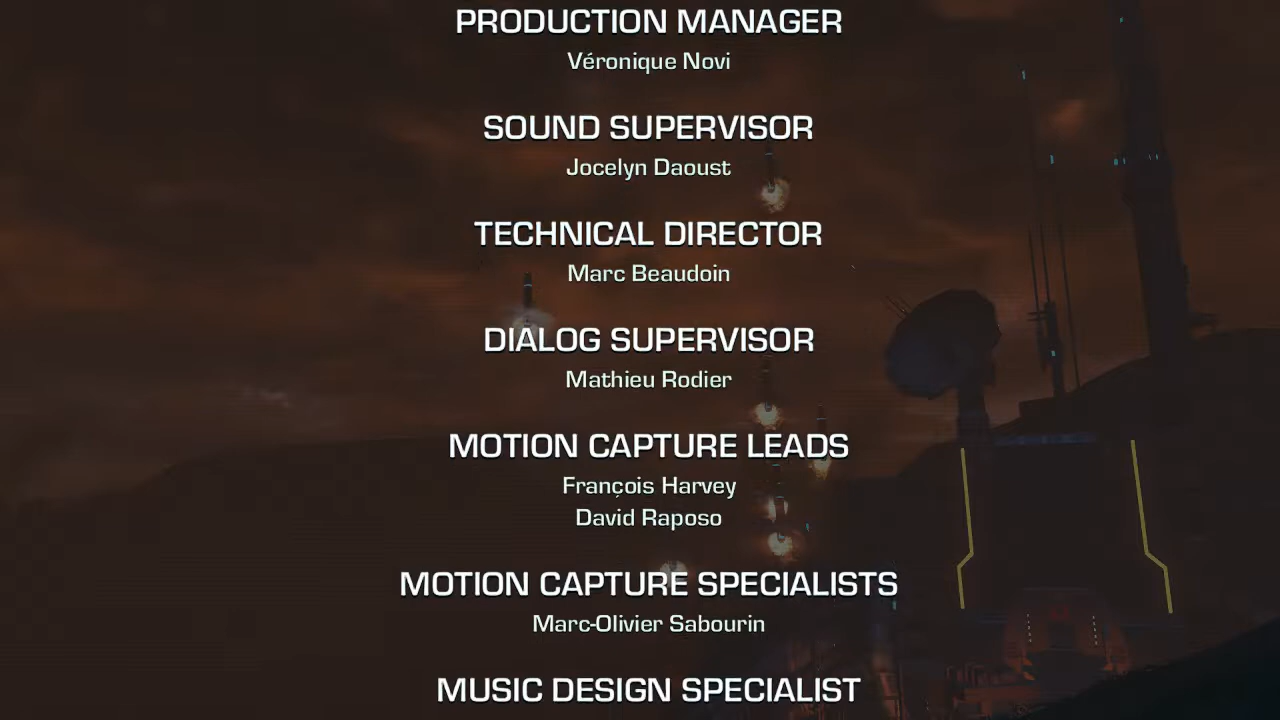 PRODUCTION MANAGER
Véronique Novi
SOUND SUPERVISOR
Jocelyn Daoust
TECHNICAL DIRECTOR
Marc Beaudoin
DIALOG SUPERVISOR
Mathieu Rodier
MOTION CAPTURE LEADS
François Harvey
David Raposo
MOTION CAPTURE SPECIALISTS
Marc-Olivier Sabourin
MUSIC DESIGN SPECIALIST